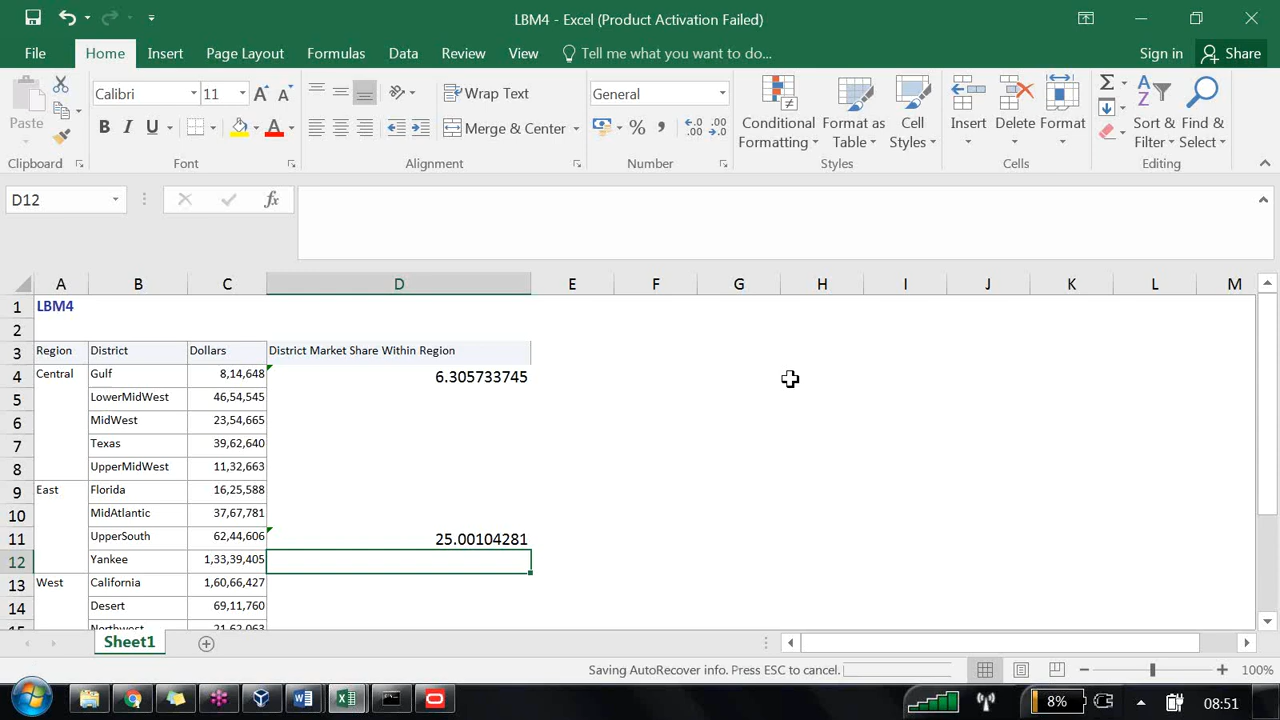 LBM4 - Excel (Product Activation Failed)
File Home Insert Page Layout Formulas Data Review View Tell me what you want to do... Sign in Share
Paste
Clipboard
Calibri 11
B I U
Font
Wrap Text
Merge & Center
Alignment
General
% ,
Number
Conditional Formatting
Format as Table
Cell Styles
Styles
Insert Delete Format
Cells
Sort & Filter
Find & Select
Editing
D12 fx
A B C D E F G H I J K L M
1 LBM4
2
3 Region District Dollars District Market Share Within Region
4 Central Gulf 8,14,648 6.305733745
5 LowerMidWest 46,54,545
6 MidWest 23,54,665
7 Texas 39,62,640
8 UpperMidWest 11,32,663
9 East Florida 16,25,588
10 MidAtlantic 37,67,781
11 UpperSouth 62,44,606 25.00104281
12 Yankee 1,33,39,405
13 West California 1,60,66,427
14 Desert 69,11,760
15 Northwest 21,62,063
Sheet1
Saving AutoRecover info. Press ESC to cancel. 100%
8% 08:51